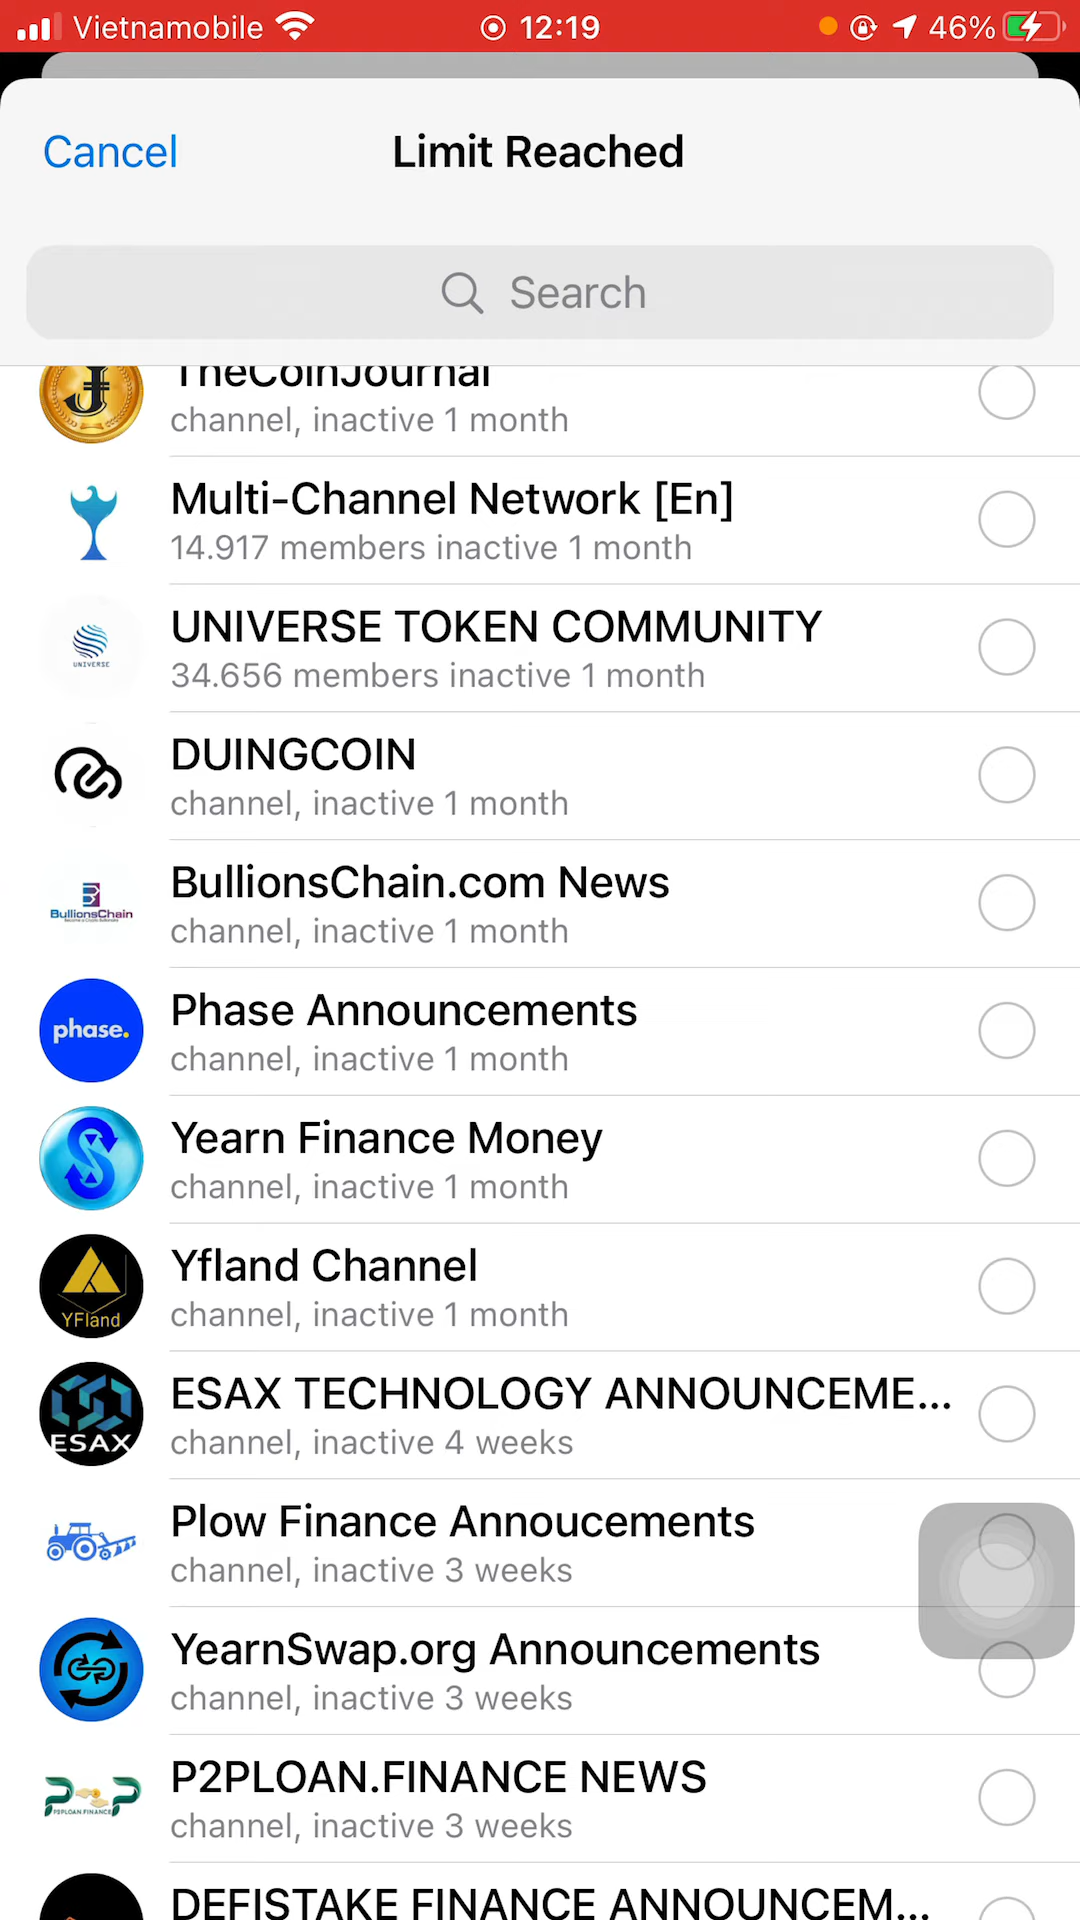 Vietnamobile 12:19 46%
Cancel Limit Reached
Search
TheCoinJournal
channel, inactive 1 month
Multi-Channel Network [En]
14.917 members inactive 1 month
UNIVERSE
UNIVERSE TOKEN COMMUNITY
34.656 members inactive 1 month
DUINGCOIN
channel, inactive 1 month
BullionsChain
BullionsChain.com News
channel, inactive 1 month
phase.
Phase Announcements
channel, inactive 1 month
Yearn Finance Money
channel, inactive 1 month
YFland
Yfland Channel
channel, inactive 1 month
ESAX
ESAX TECHNOLOGY ANNOUNCEME...
channel, inactive 4 weeks
Plow Finance Annoucements
channel, inactive 3 weeks
YearnSwap.org Announcements
channel, inactive 3 weeks
P2PLOAN.FINANCE
P2PLOAN.FINANCE NEWS
channel, inactive 3 weeks
DEFISTAKE FINANCE ANNOUNCEM...